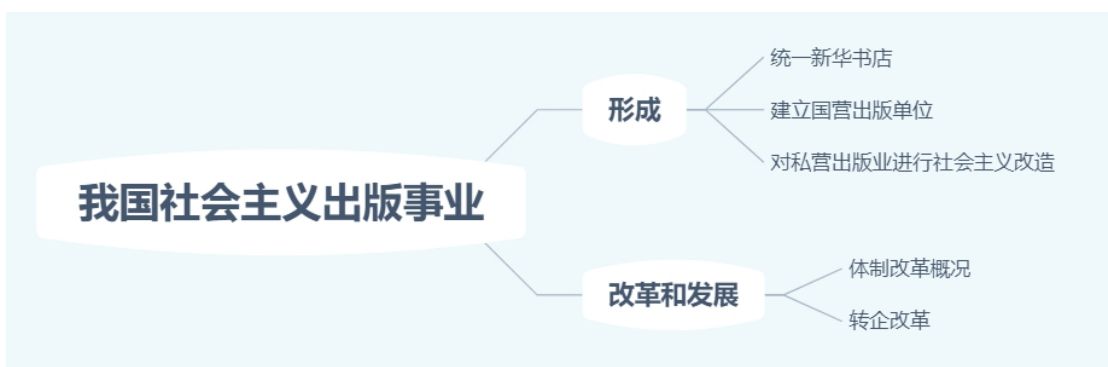 我国社会主义出版事业
形成
统一新华书店
建立国营出版单位
对私营出版业进行社会主义改造
改革和发展
体制改革概况
转企改革